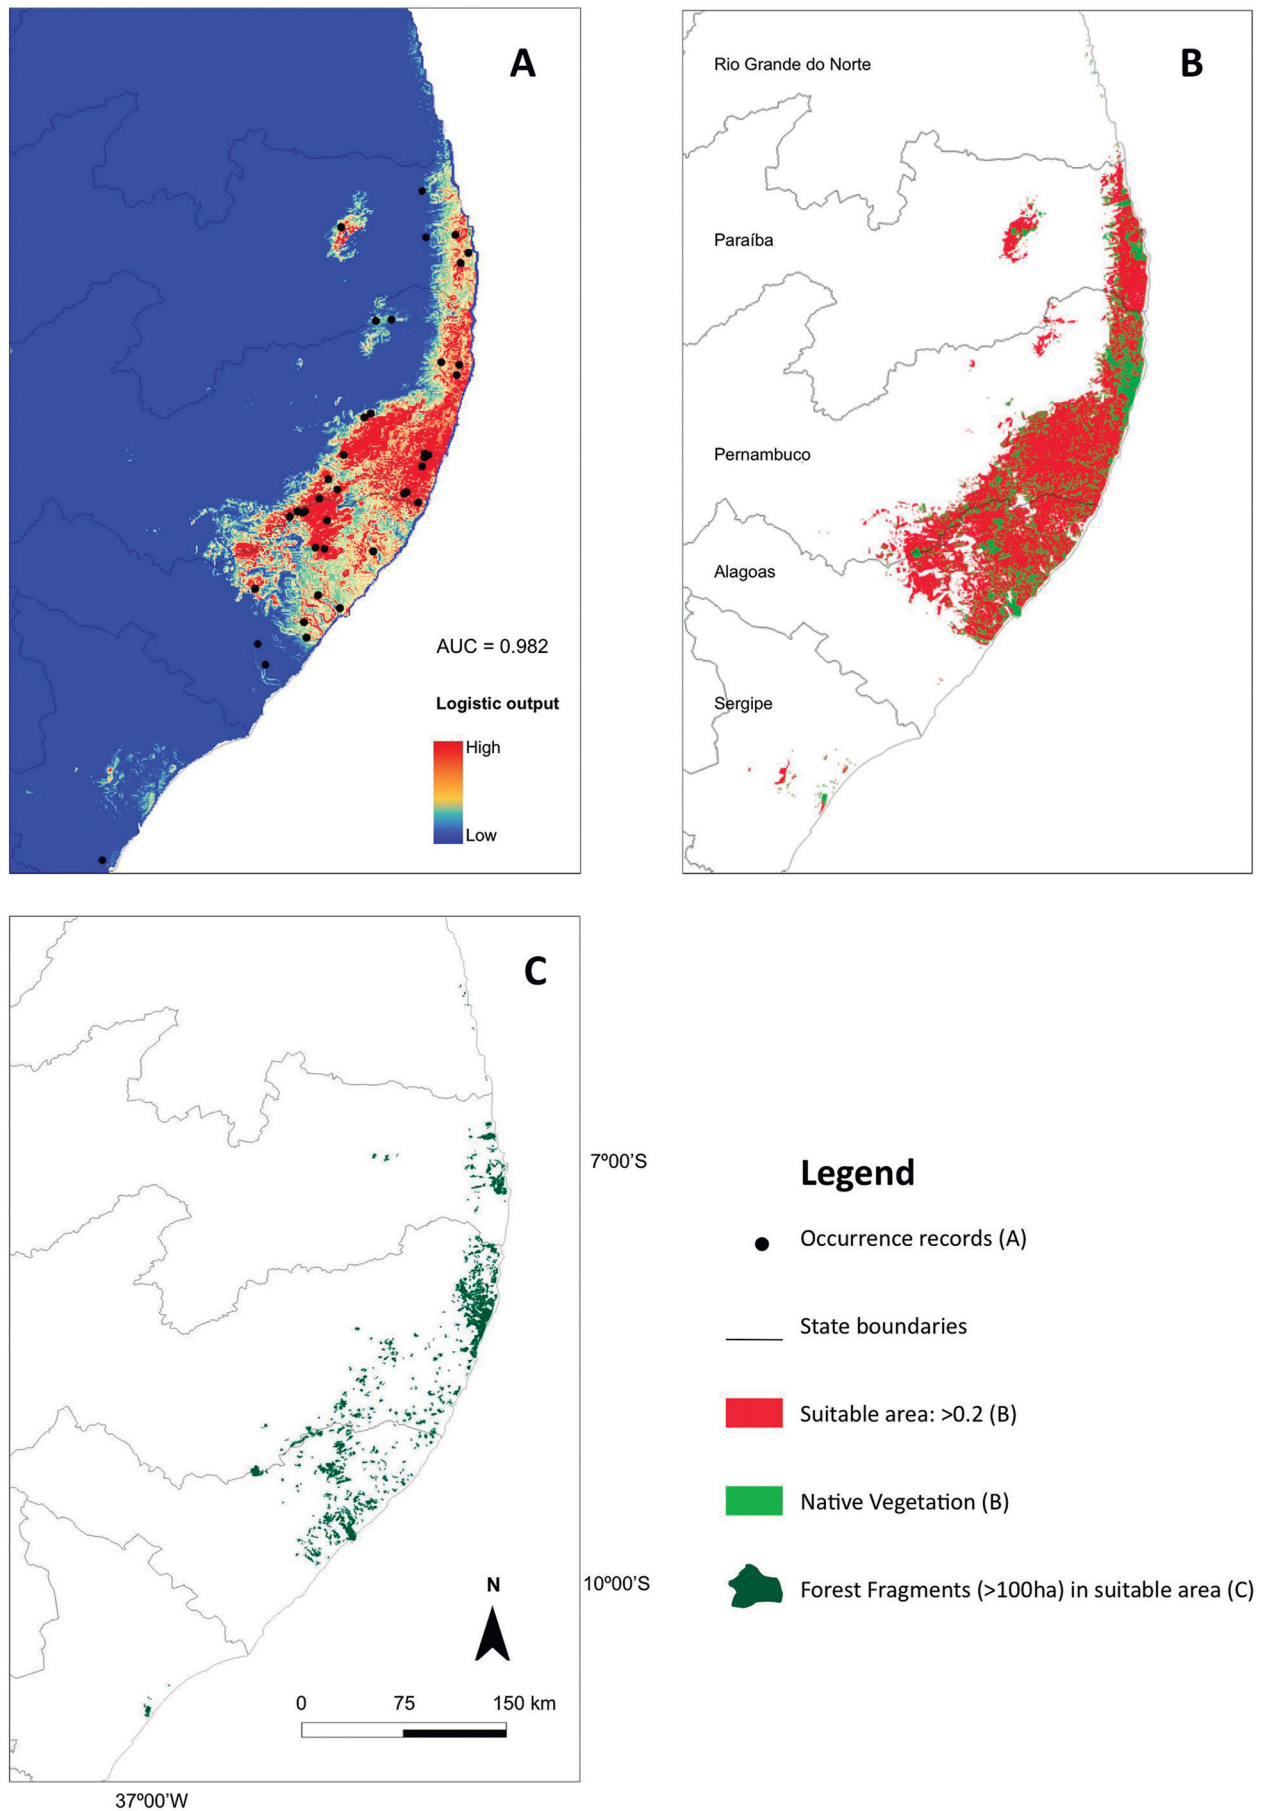 A
AUC = 0.982
Logistic output
High
Low
B
Rio Grande do Norte
Paraíba
Pernambuco
Alagoas
Sergipe
C
7º00'S
10º00'S
N
0 75 150 km
37º00'W
Legend
Occurrence records (A)
State boundaries
Suitable area: >0.2 (B)
Native Vegetation (B)
Forest Fragments (>100ha) in suitable area (C)